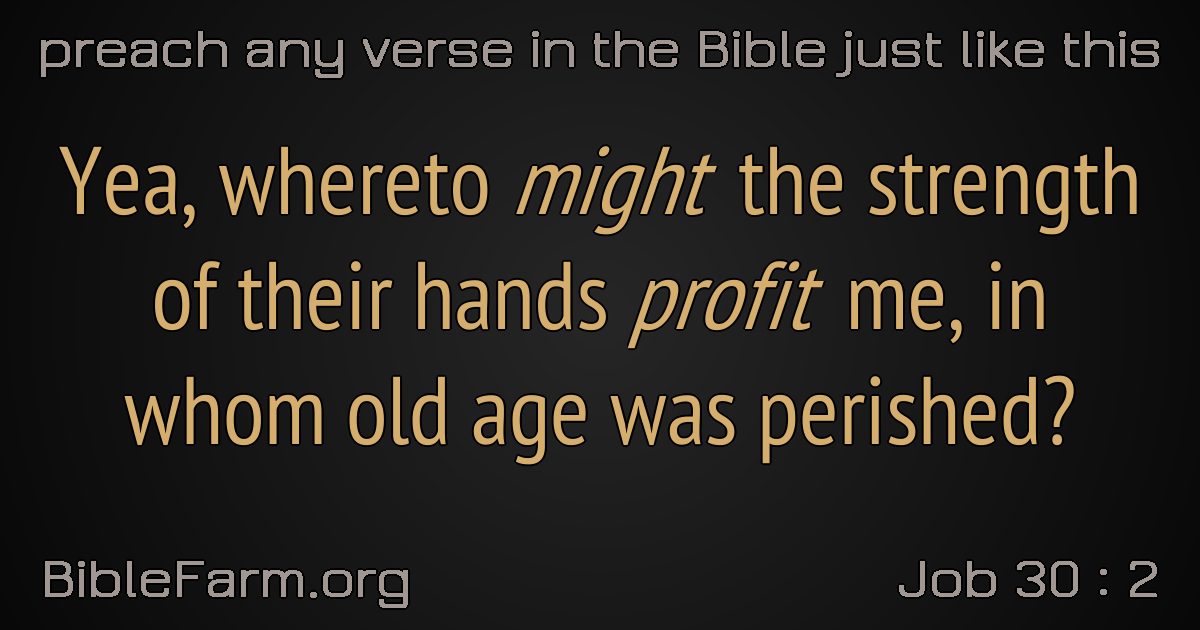 preach any verse in the Bible just like this
Yea, whereto might the strength
of their hands profit me, in
whom old age was perished?
BibleFarm.org
Job 30 : 2